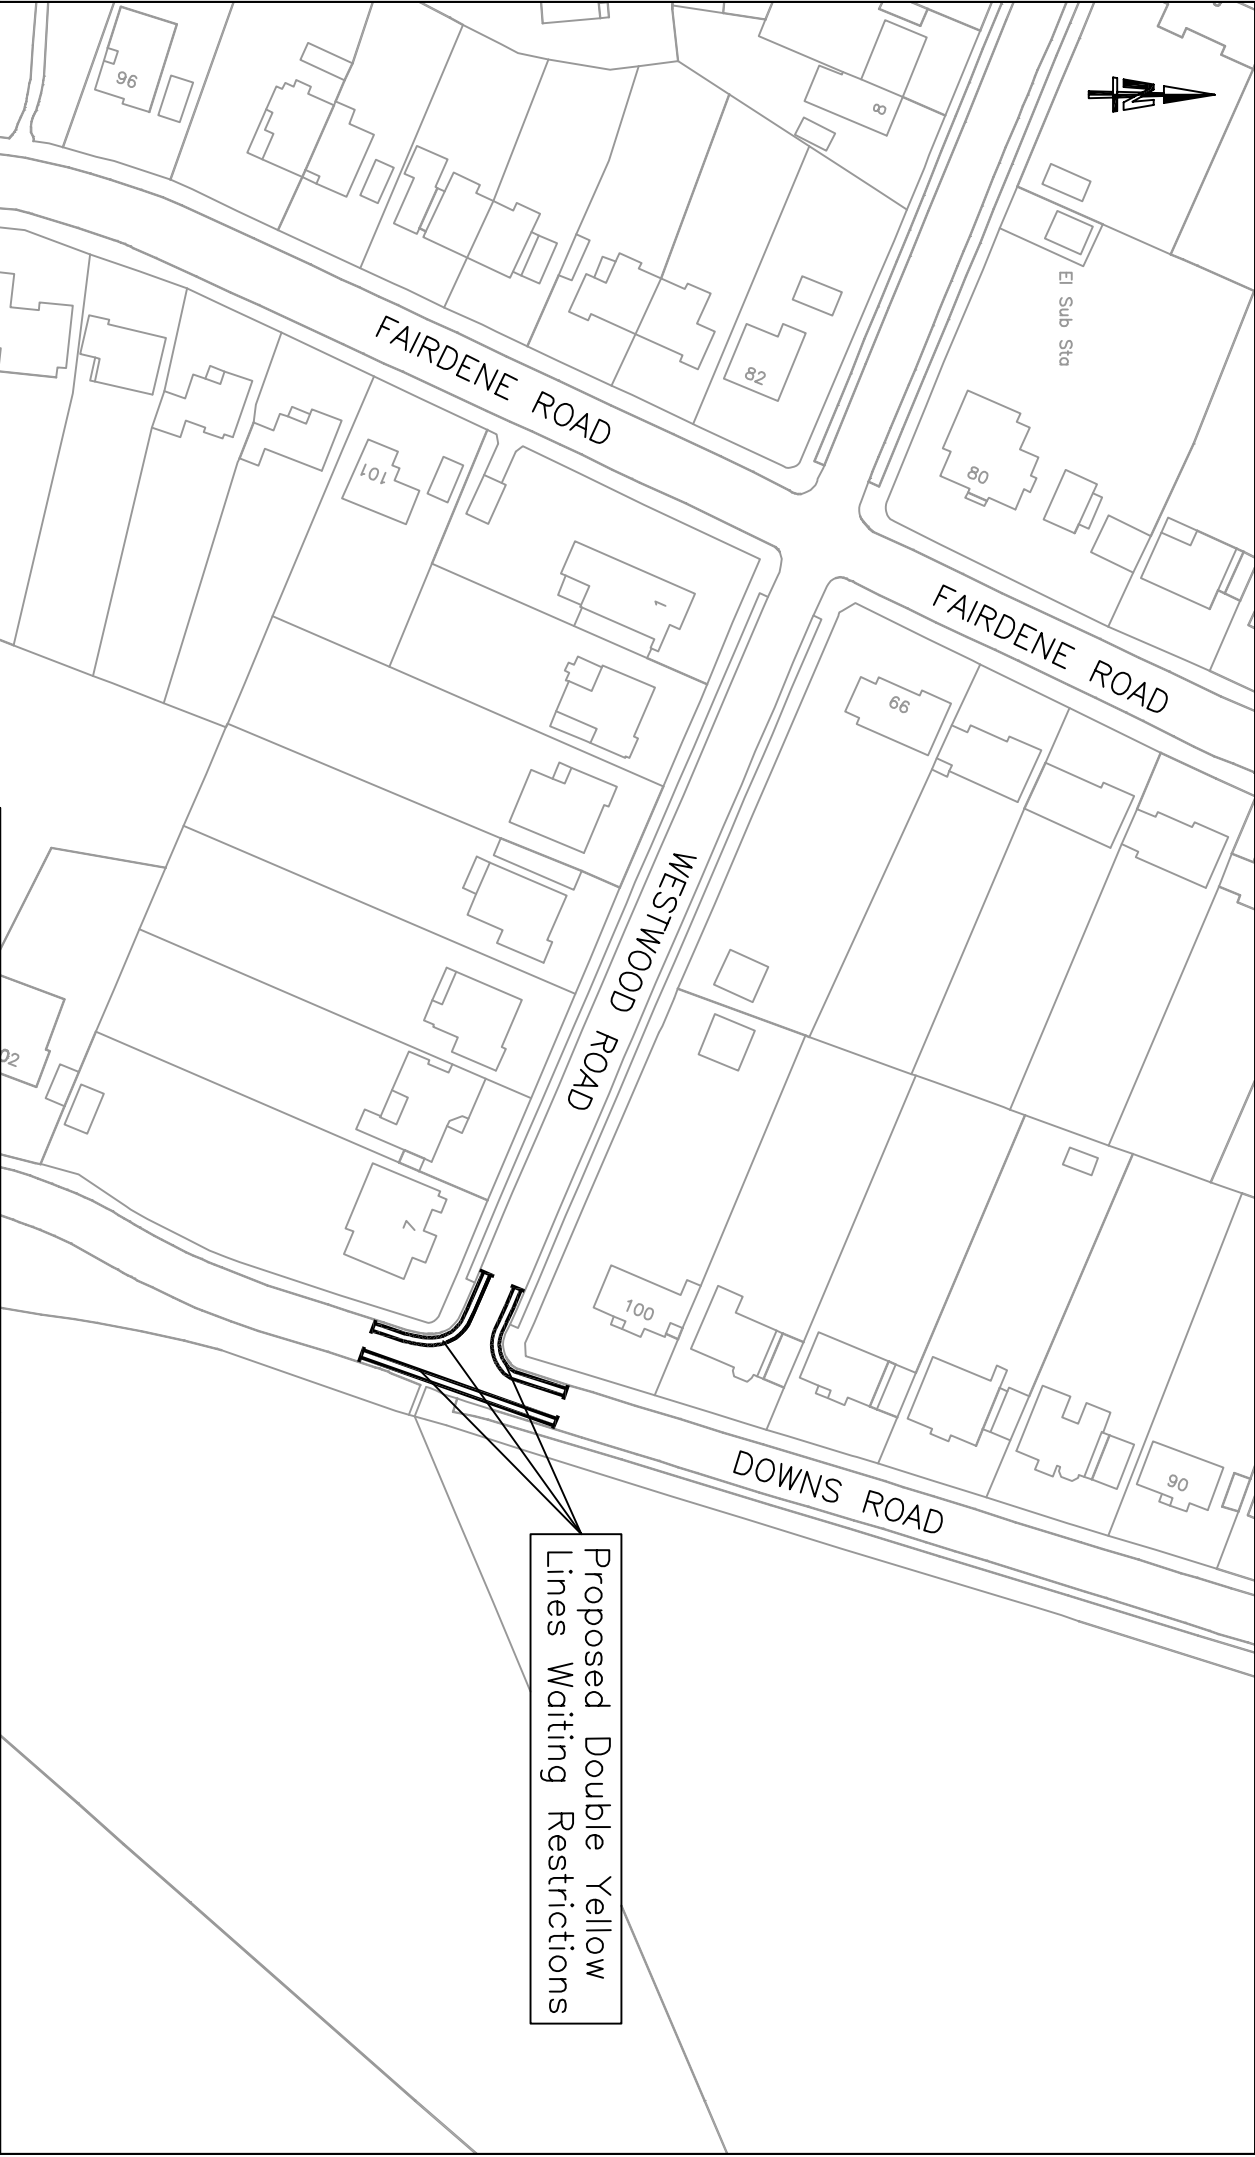 N
El Sub Sta
FAIRDENE ROAD
FAIRDENE ROAD
WESTWOOD ROAD
DOWNS ROAD
Proposed Double Yellow
Lines Waiting Restrictions
96
8
82
80
101
1
66
7
100
90
02